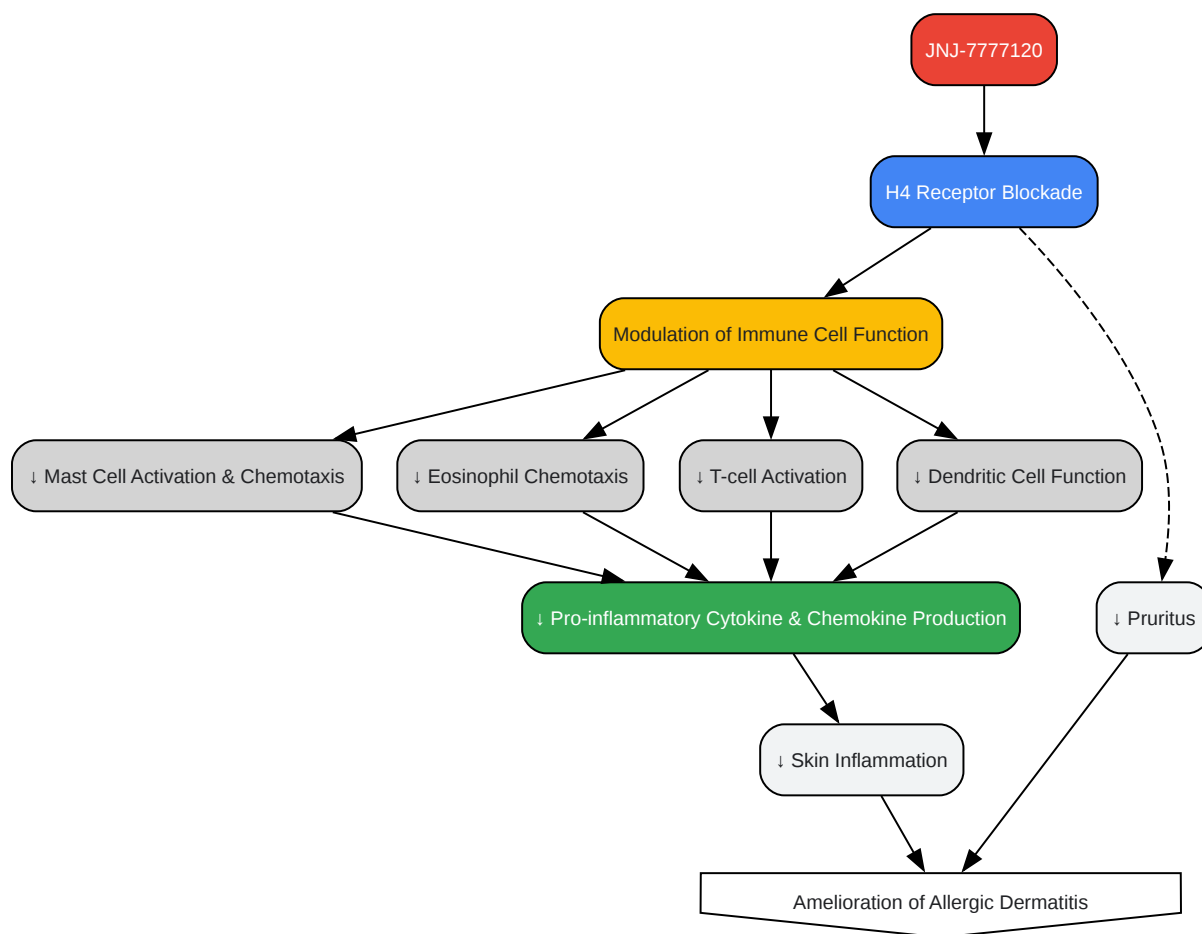 JNJ-7777120
H4 Receptor Blockade
Modulation of Immune Cell Function
↓ Mast Cell Activation & Chemotaxis
↓ Eosinophil Chemotaxis
↓ T-cell Activation
↓ Dendritic Cell Function
↓ Pro-inflammatory Cytokine & Chemokine Production
↓ Pruritus
↓ Skin Inflammation
Amelioration of Allergic Dermatitis